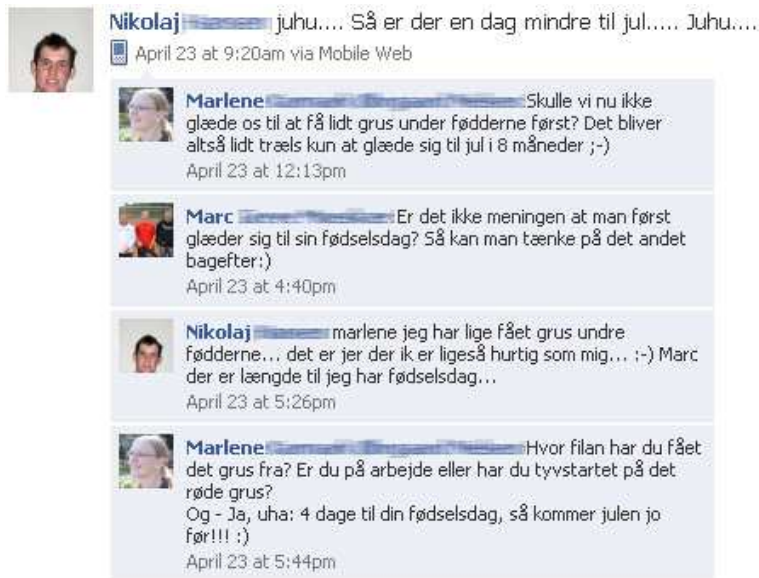 Nikolaj juhu.... Så er der en dag mindre til jul..... Juhu....
April 23 at 9:20am via Mobile Web
Marlene Skulle vi nu ikke
glæde os til at få lidt grus under fødderne først? Det bliver
altså lidt træls kun at glæde sig til jul i 8 måneder ;-)
April 23 at 12:13pm
Marc Er det ikke meningen at man først
glæder sig til sin fødselsdag? Så kan man tænke på det andet
bagefter:)
April 23 at 4:40pm
Nikolaj marlene jeg har lige fået grus undre
fødderne... det er jer der ik er ligeså hurtig som mig... :-) Marc
der er længde til jeg har fødselsdag...
April 23 at 5:26pm
Marlene Hvor filan har du fået
det grus fra? Er du på arbejde eller har du tyvstartet på det
røde grus?
Og - Ja, uha: 4 dage til din fødselsdag, så kommer julen jo
før!!! :)
April 23 at 5:44pm